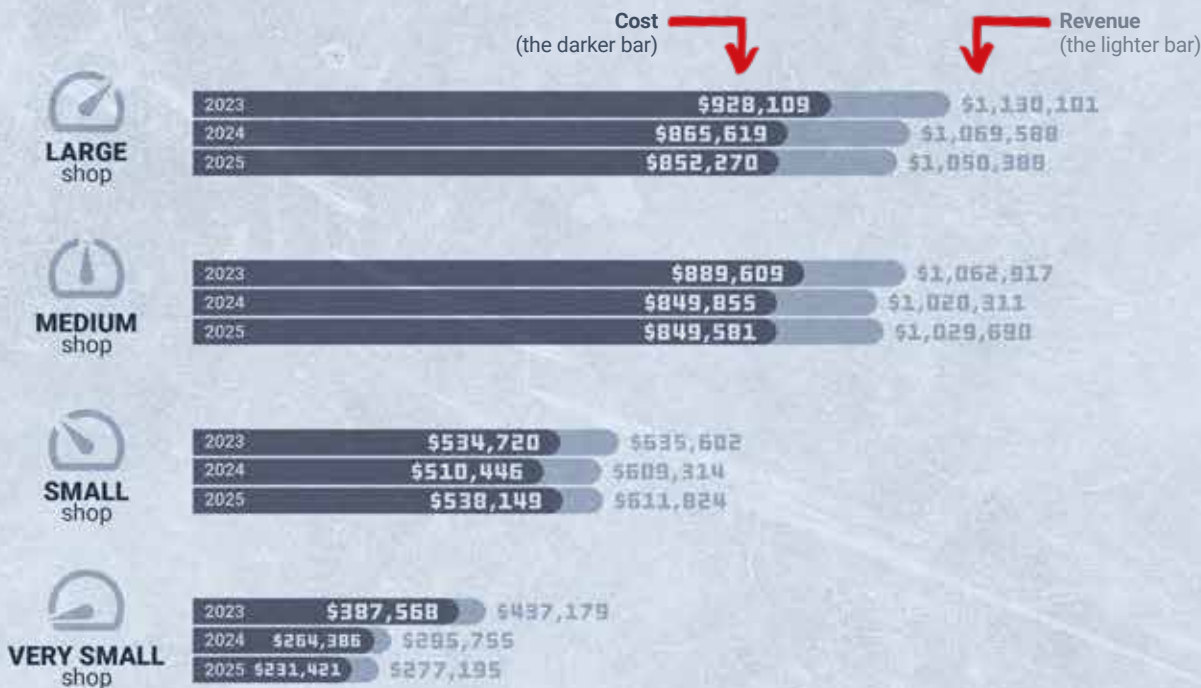 Cost
(the darker bar)
Revenue
(the lighter bar)
LARGE
shop
2023 $928,109 $1,130,101
2024 $865,619 $1,069,588
2025 $852,270 $1,050,388
MEDIUM
shop
2023 $889,609 $1,062,917
2024 $849,855 $1,020,311
2025 $849,581 $1,029,690
SMALL
shop
2023 $534,720 $635,602
2024 $510,446 $609,314
2025 $538,149 $611,824
VERY SMALL
shop
2023 $387,568 $437,179
2024 $264,386 $295,755
2025 $231,421 $277,195